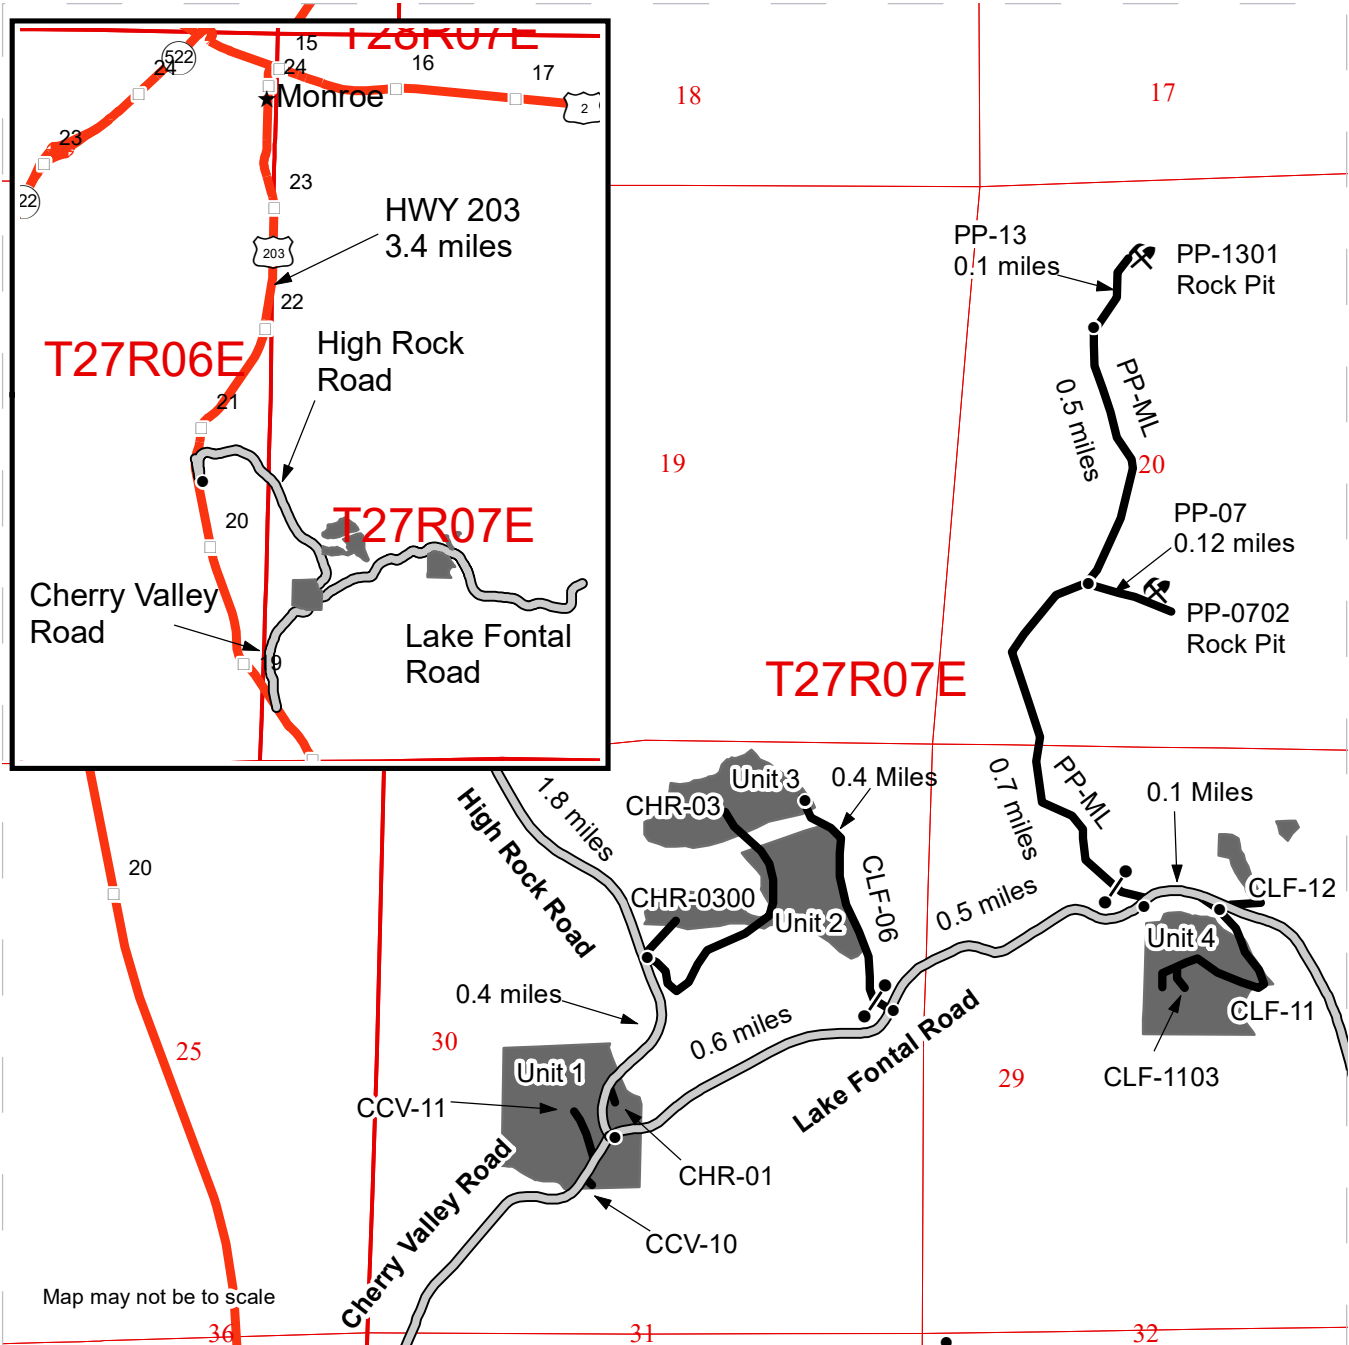 T28R07E
522
24
15
24
16
17
2
Monroe
23
22
23
HWY 203
3.4 miles
203
22
T27R06E
High Rock
Road
21
20
T27R07E
Cherry Valley
Road
19
Lake Fontal
Road
18
17
PP-13
0.1 miles
PP-1301
Rock Pit
PP-ML
0.5 miles
19
20
PP-07
0.12 miles
PP-0702
Rock Pit
T27R07E
0.7 miles
PP-ML
0.1 Miles
1.8 miles
High Rock Road
Unit 3
0.4 Miles
CHR-03
20
CHR-0300
Unit 2
CLF-06
0.5 miles
CLF-12
Unit 4
0.4 miles
0.6 miles
Lake Fontal Road
CLF-11
25
30
29
CLF-1103
Unit 1
CCV-11
CHR-01
Cherry Valley Road
CCV-10
Map may not be to scale
36
31
32